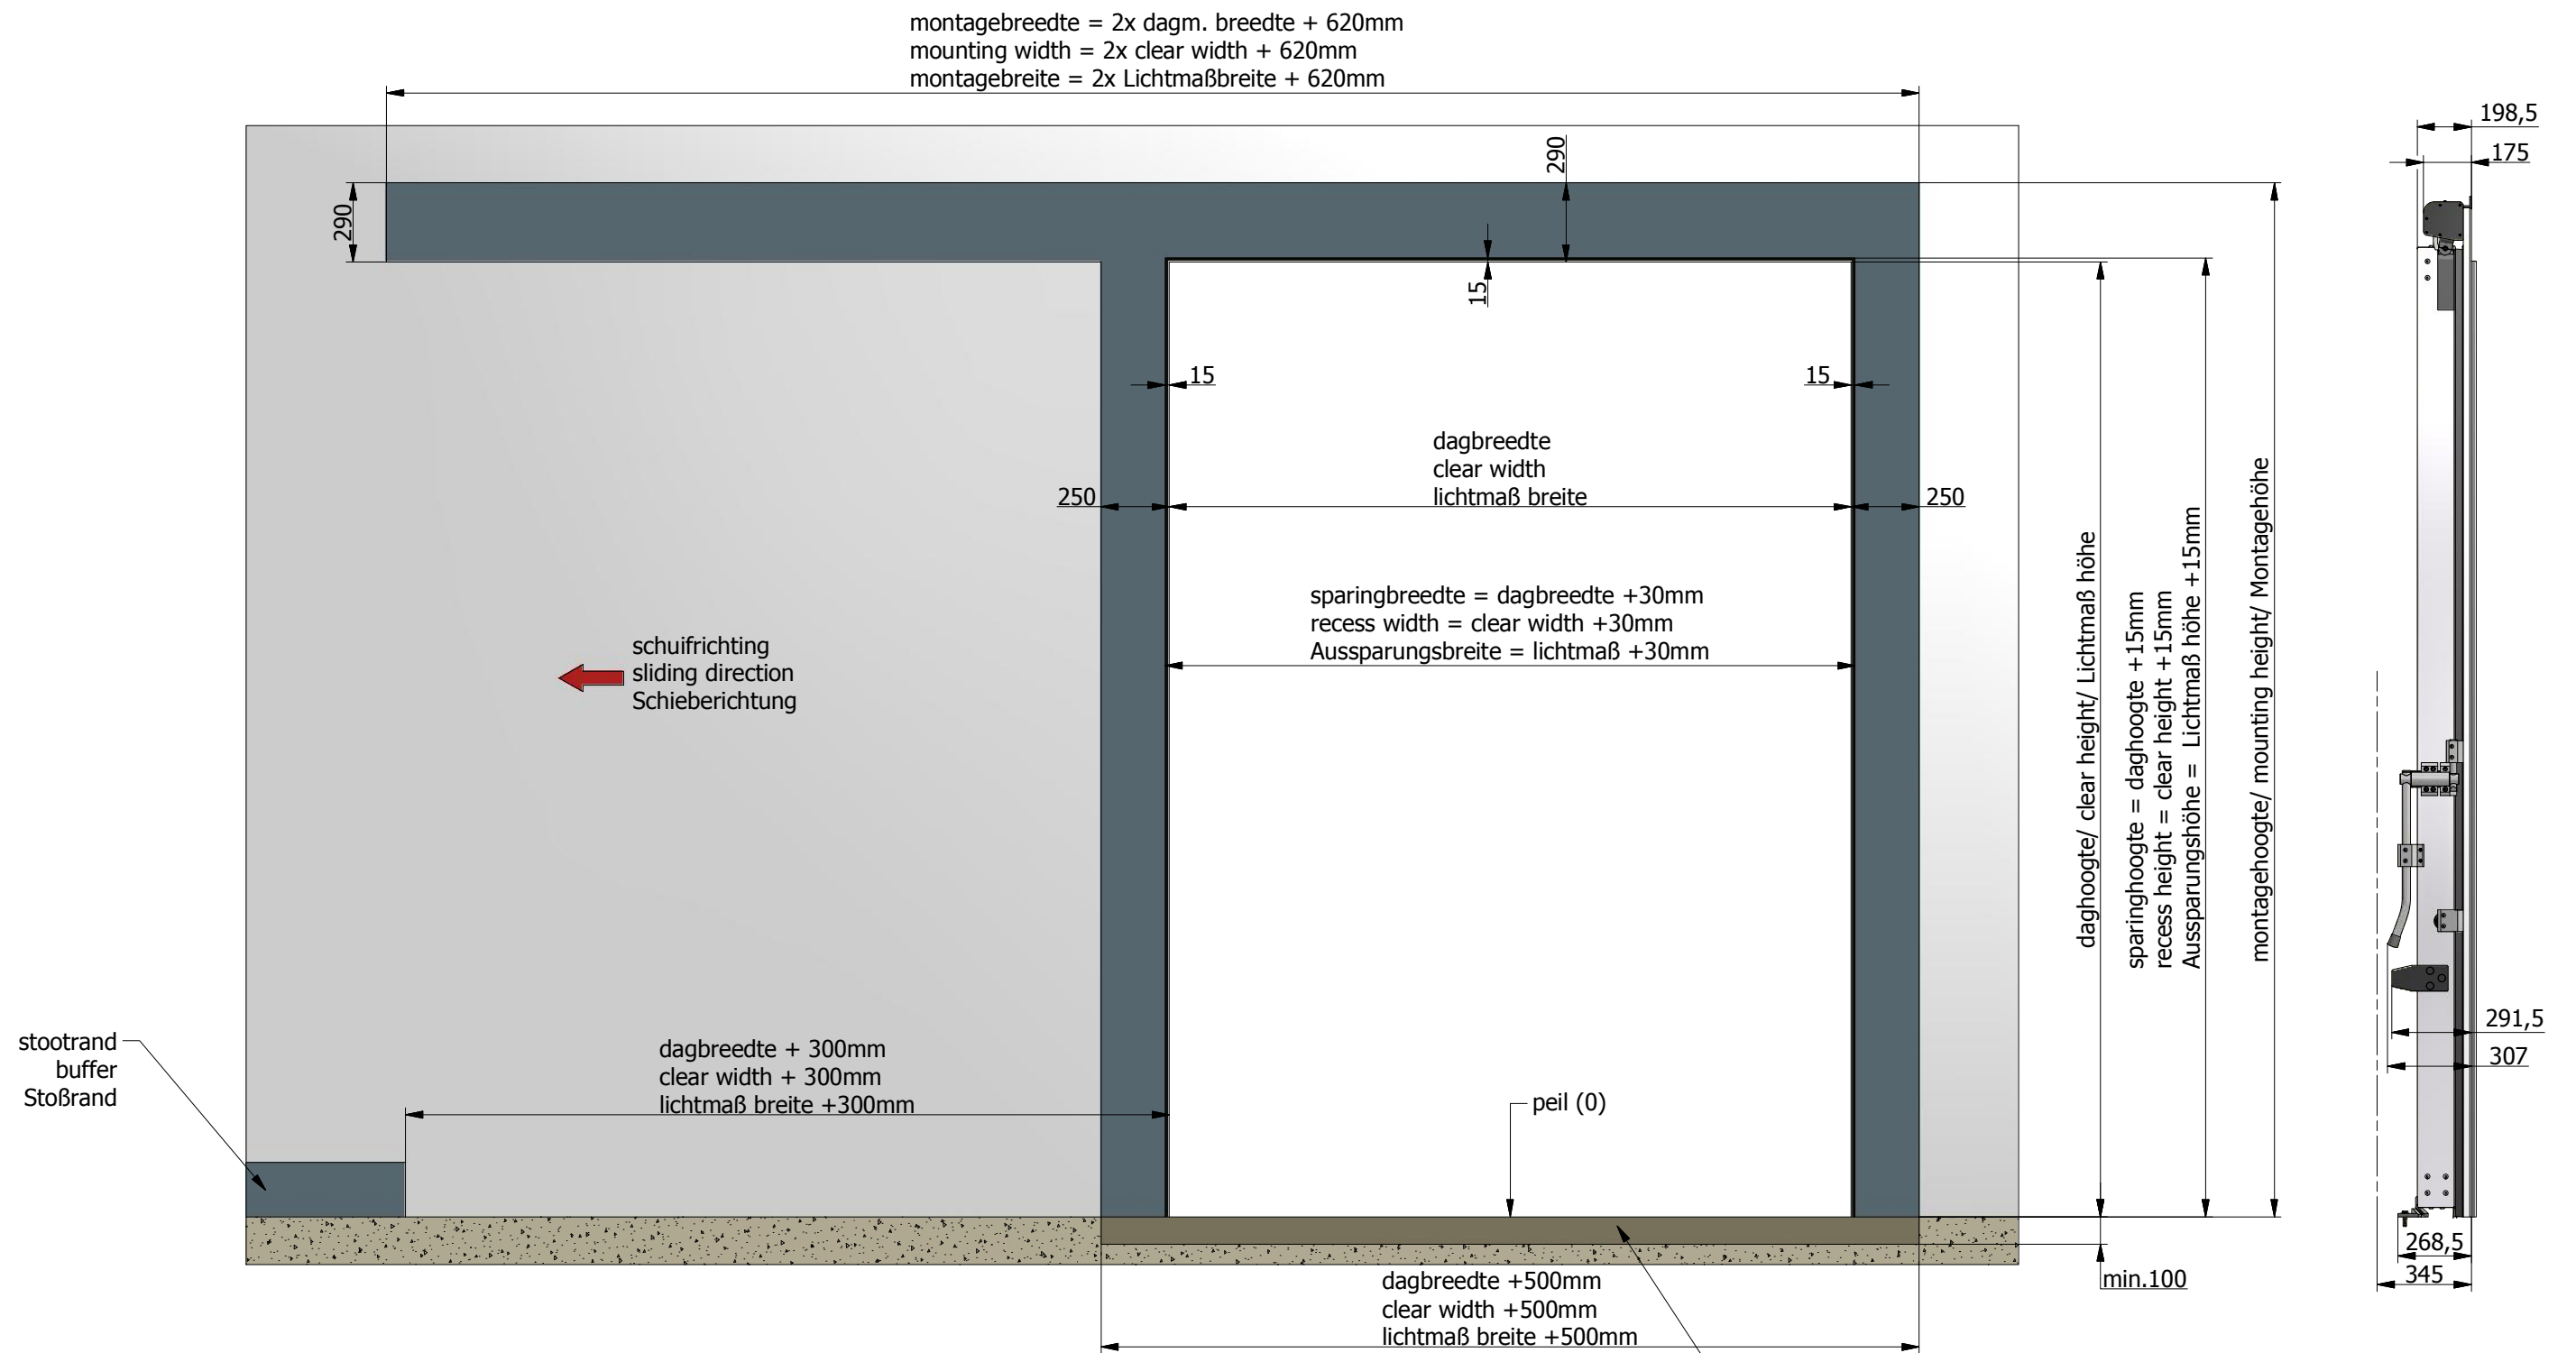 montagebreedte = 2x dagm. breedte + 620mm
mounting width = 2x clear width + 620mm
montagebreite = 2x Lichtmaßbreite + 620mm
198,5
175
290
290
15
15
15
dagbreedte
clear width
lichtmaß breite
250
250
sparingbreedte = dagbreedte +30mm
recess width = clear width +30mm
Aussparungsbreite = lichtmaß +30mm
schuifrichting
sliding direction
Schieberichtung
daghoogte/ clear height/ Lichtmaß höhe
sparinghoogte = daghoogte +15mm
recess height = clear height +15mm
Aussparungshöhe = Lichtmaß höhe +15mm
montagehoogte/ mounting height/ Montagehöhe
stootrand
buffer
Stoßrand
dagbreedte + 300mm
clear width + 300mm
lichtmaß breite +300mm
peil (0)
291,5
307
268,5
345
min.100
dagbreedte +500mm
clear width +500mm
lichtmaß breite +500mm